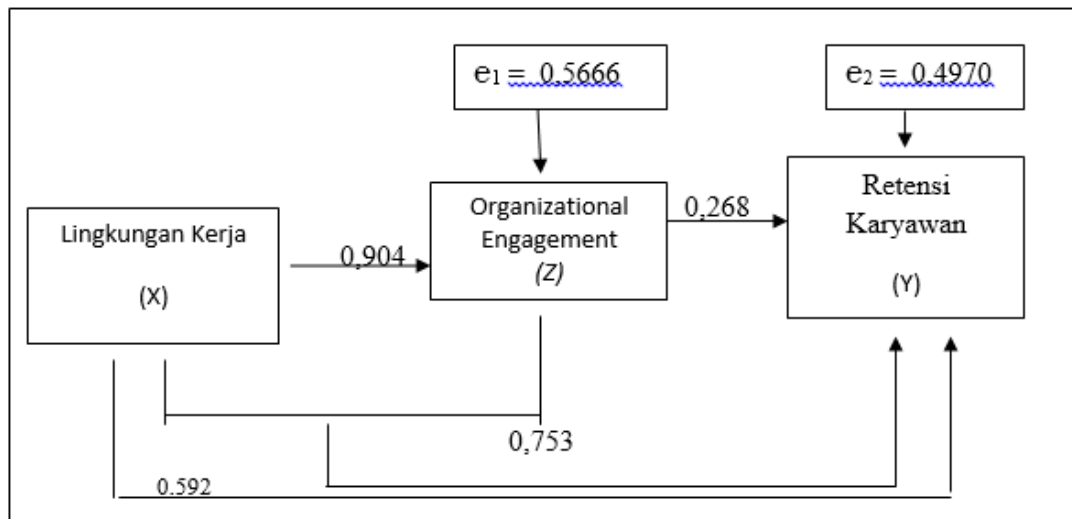 e1 = 0,5666
e2 = 0,4970
Lingkungan Kerja
(X)
0,904
Organizational
Engagement
(Z)
0,268
Retensi
Karyawan
(Y)
0,753
0.592